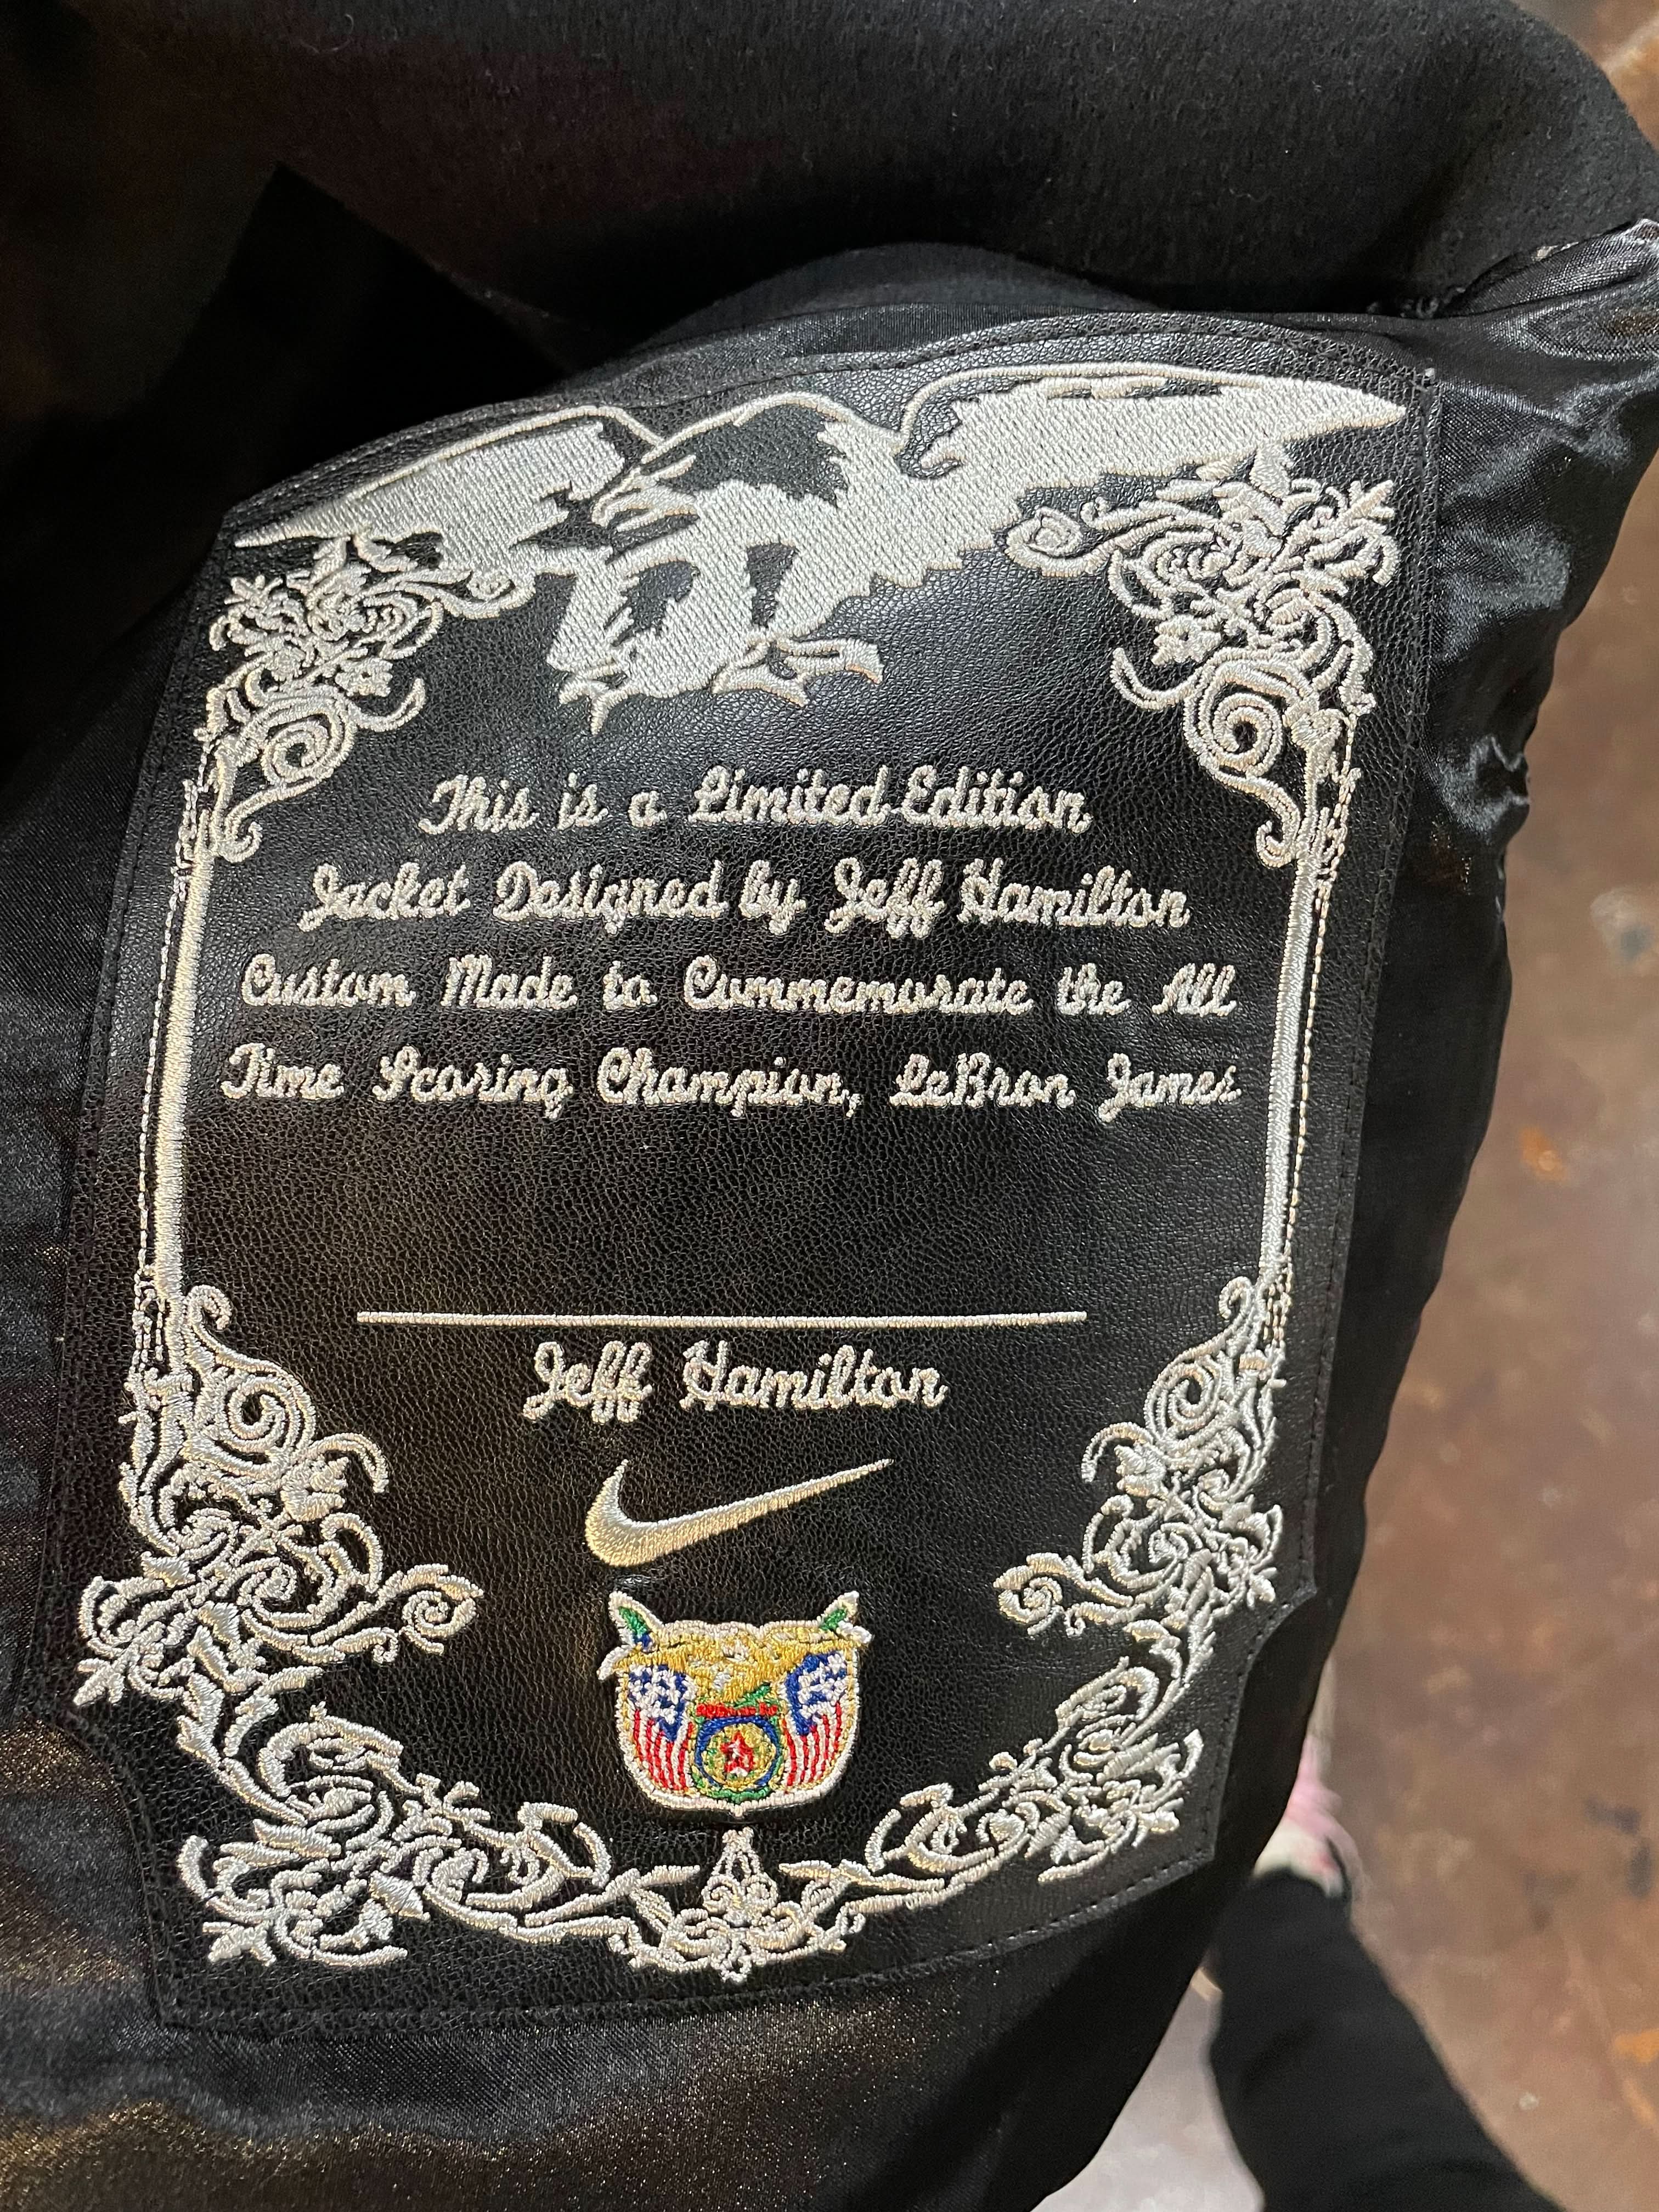 This is a Limited Edition
Jacket Designed by Jeff Hamilton
Custom Made to Commemorate the All
Time Scoring Champion, LeBron James
Jeff Hamilton